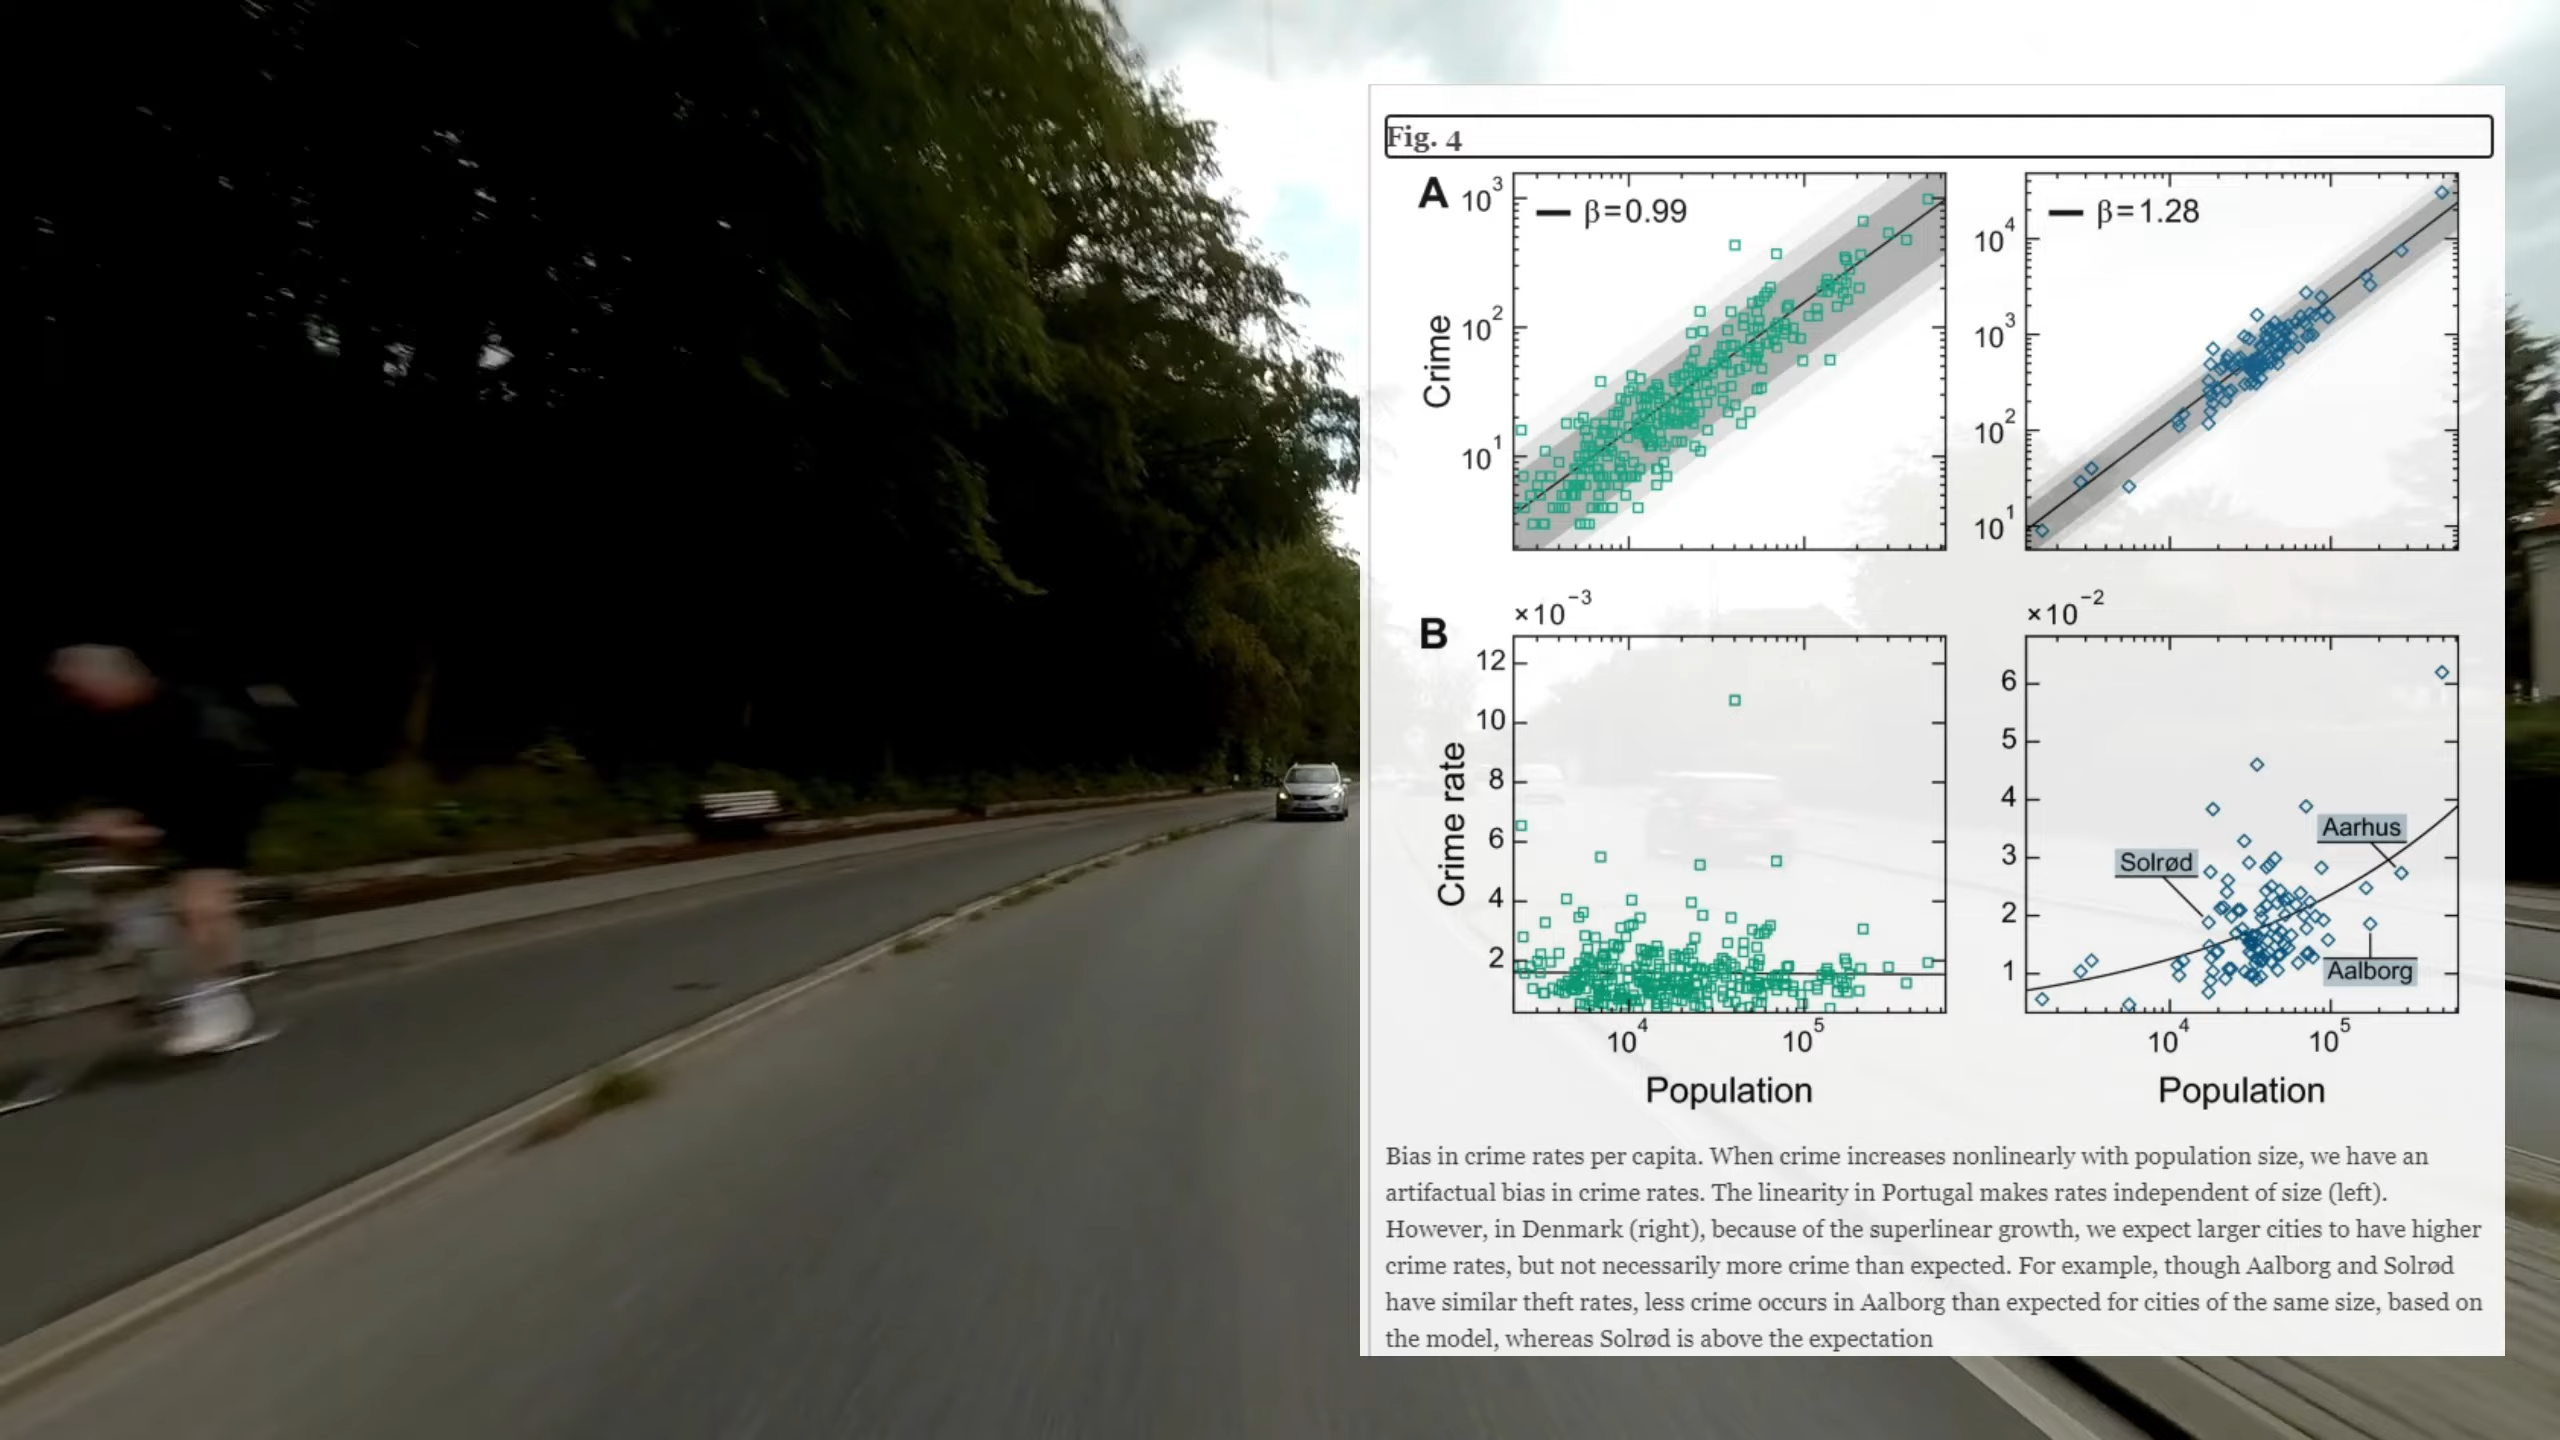 Fig. 4
A
10^3
10^2
10^1
Crime
β=0.99
10^4
10^3
10^2
10^1
β=1.28
B
×10^−3
12
10
8
6
4
2
Crime rate
10^4
10^5
Population
×10^−2
6
5
4
3
2
1
Aarhus
Solrød
Aalborg
10^4
10^5
Population
Bias in crime rates per capita. When crime increases nonlinearly with population size, we have an
artifactual bias in crime rates. The linearity in Portugal makes rates independent of size (left).
However, in Denmark (right), because of the superlinear growth, we expect larger cities to have higher
crime rates, but not necessarily more crime than expected. For example, though Aalborg and Solrød
have similar theft rates, less crime occurs in Aalborg than expected for cities of the same size, based on
the model, whereas Solrød is above the expectation